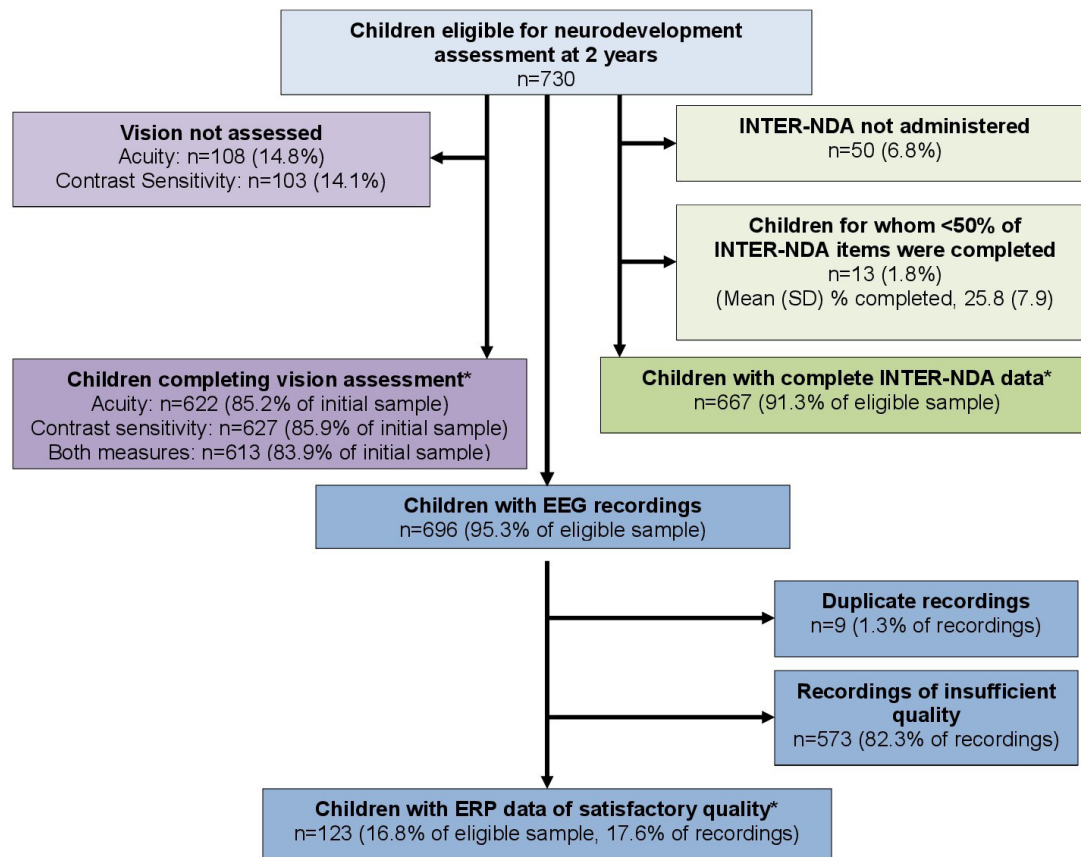 Children eligible for neurodevelopment
assessment at 2 years
n=730
Vision not assessed
Acuity: n=108 (14.8%)
Contrast Sensitivity: n=103 (14.1%)
INTER-NDA not administered
n=50 (6.8%)
Children for whom <50% of
INTER-NDA items were completed
n=13 (1.8%)
(Mean (SD) % completed, 25.8 (7.9)
Children completing vision assessment*
Acuity: n=622 (85.2% of initial sample)
Contrast sensitivity: n=627 (85.9% of initial sample)
Both measures: n=613 (83.9% of initial sample)
Children with complete INTER-NDA data*
n=667 (91.3% of eligible sample)
Children with EEG recordings
n=696 (95.3% of eligible sample)
Duplicate recordings
n=9 (1.3% of recordings)
Recordings of insufficient
quality
n=573 (82.3% of recordings)
Children with ERP data of satisfactory quality*
n=123 (16.8% of eligible sample, 17.6% of recordings)